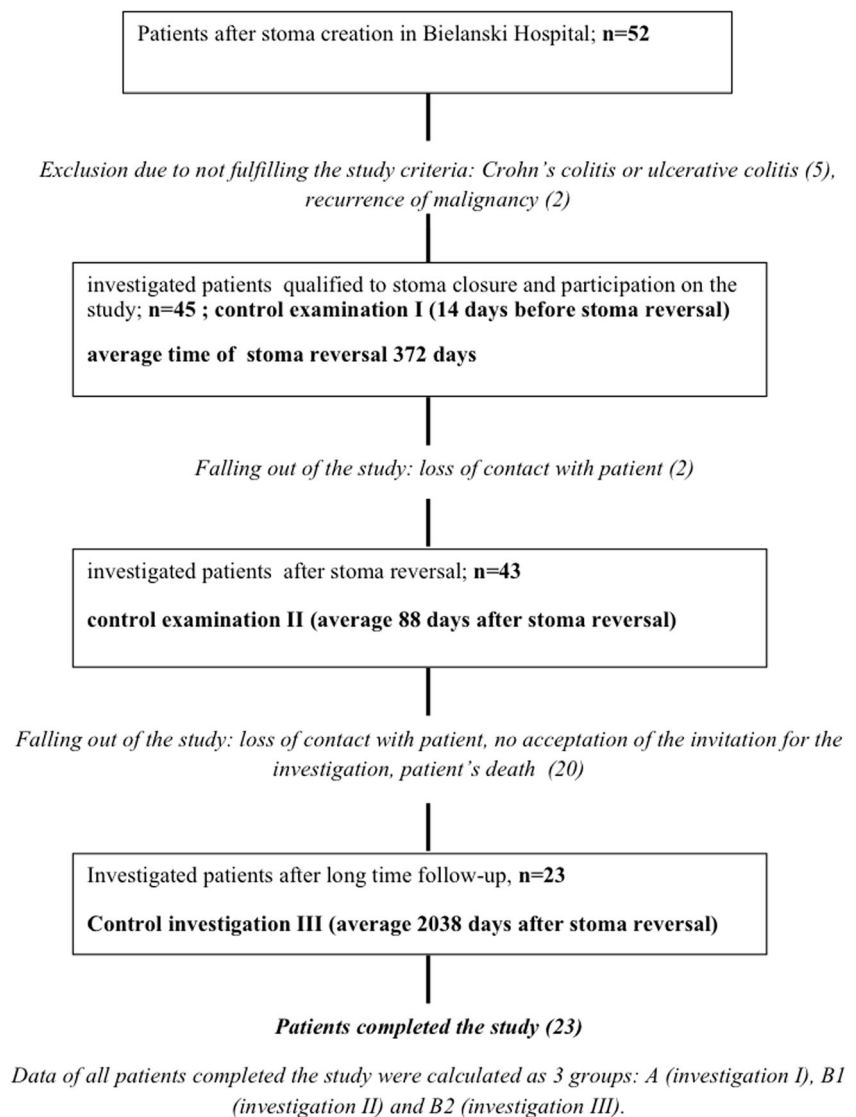 Patients after stoma creation in Bielanski Hospital; n=52
Exclusion due to not fulfilling the study criteria: Crohn's colitis or ulcerative colitis (5),
recurrence of malignancy (2)
investigated patients  qualified to stoma closure and participation on the
study; n=45 ; control examination I (14 days before stoma reversal)
average time of  stoma reversal 372 days
Falling out of the study: loss of contact with patient (2)
investigated patients  after stoma reversal; n=43
control examination II (average 88 days after stoma reversal)
Falling out of the study: loss of contact with patient, no acceptation of the invitation for the
investigation, patient's death  (20)
Investigated patients after long time follow-up, n=23
Control investigation III (average 2038 days after stoma reversal)
Patients completed the study (23)
Data of all patients completed the study were calculated as 3 groups: A (investigation I), B1
(investigation II) and B2 (investigation III).